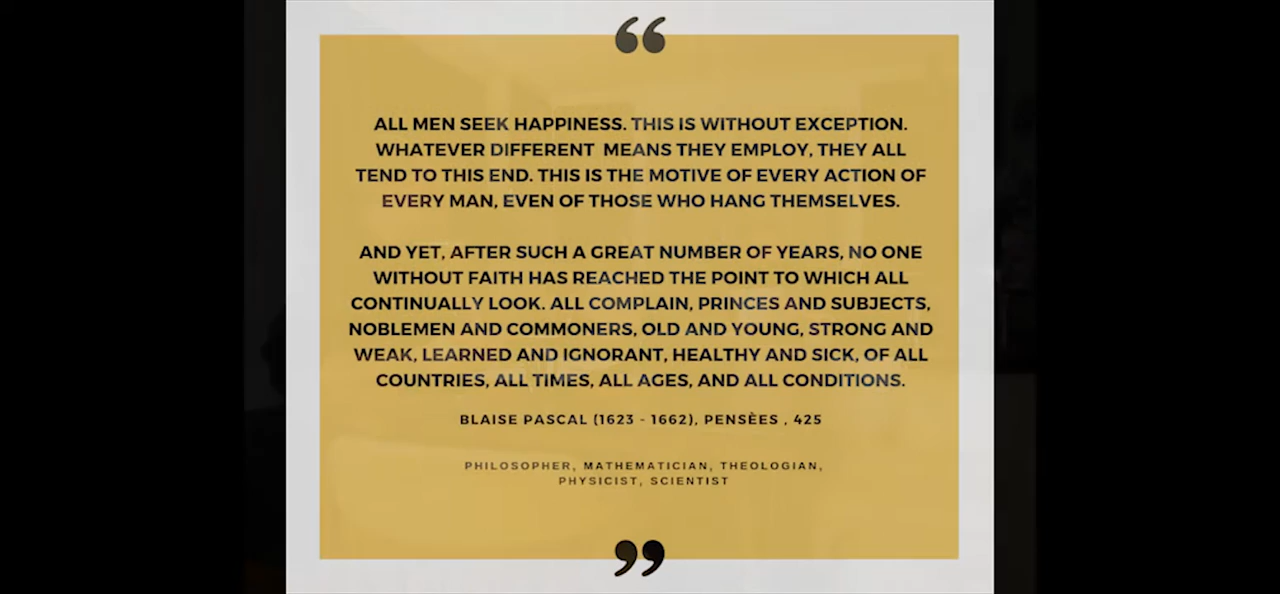 “
ALL MEN SEEK HAPPINESS. THIS IS WITHOUT EXCEPTION.
WHATEVER DIFFERENT MEANS THEY EMPLOY, THEY ALL
TEND TO THIS END. THIS IS THE MOTIVE OF EVERY ACTION OF
EVERY MAN, EVEN OF THOSE WHO HANG THEMSELVES.
AND YET, AFTER SUCH A GREAT NUMBER OF YEARS, NO ONE
WITHOUT FAITH HAS REACHED THE POINT TO WHICH ALL
CONTINUALLY LOOK. ALL COMPLAIN, PRINCES AND SUBJECTS,
NOBLEMEN AND COMMONERS, OLD AND YOUNG, STRONG AND
WEAK, LEARNED AND IGNORANT, HEALTHY AND SICK, OF ALL
COUNTRIES, ALL TIMES, ALL AGES, AND ALL CONDITIONS.
BLAISE PASCAL (1623 - 1662), PENSÈES , 425
PHILOSOPHER, MATHEMATICIAN, THEOLOGIAN,
PHYSICIST, SCIENTIST
”